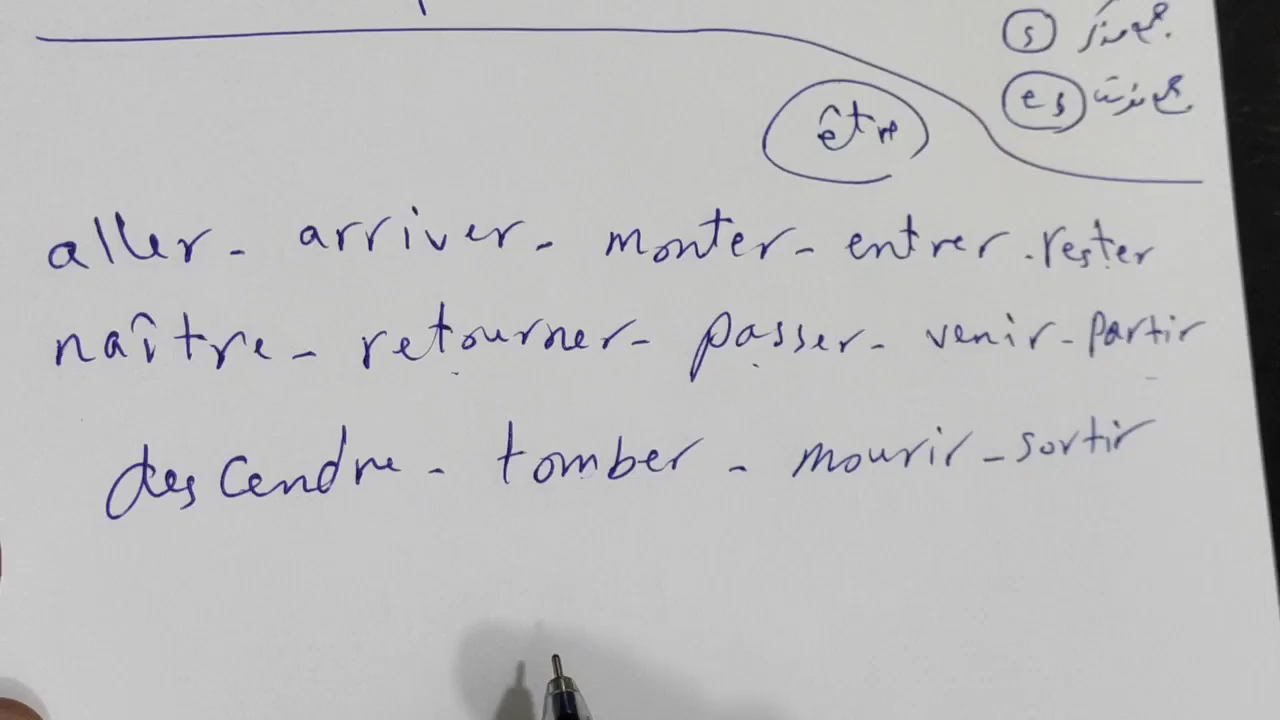 s جمع مذكر
es جمع مؤنث
être
aller - arriver - monter - entrer - rester
naître - retourner - passer - venir - partir
descendre - tomber - mourir - sortir